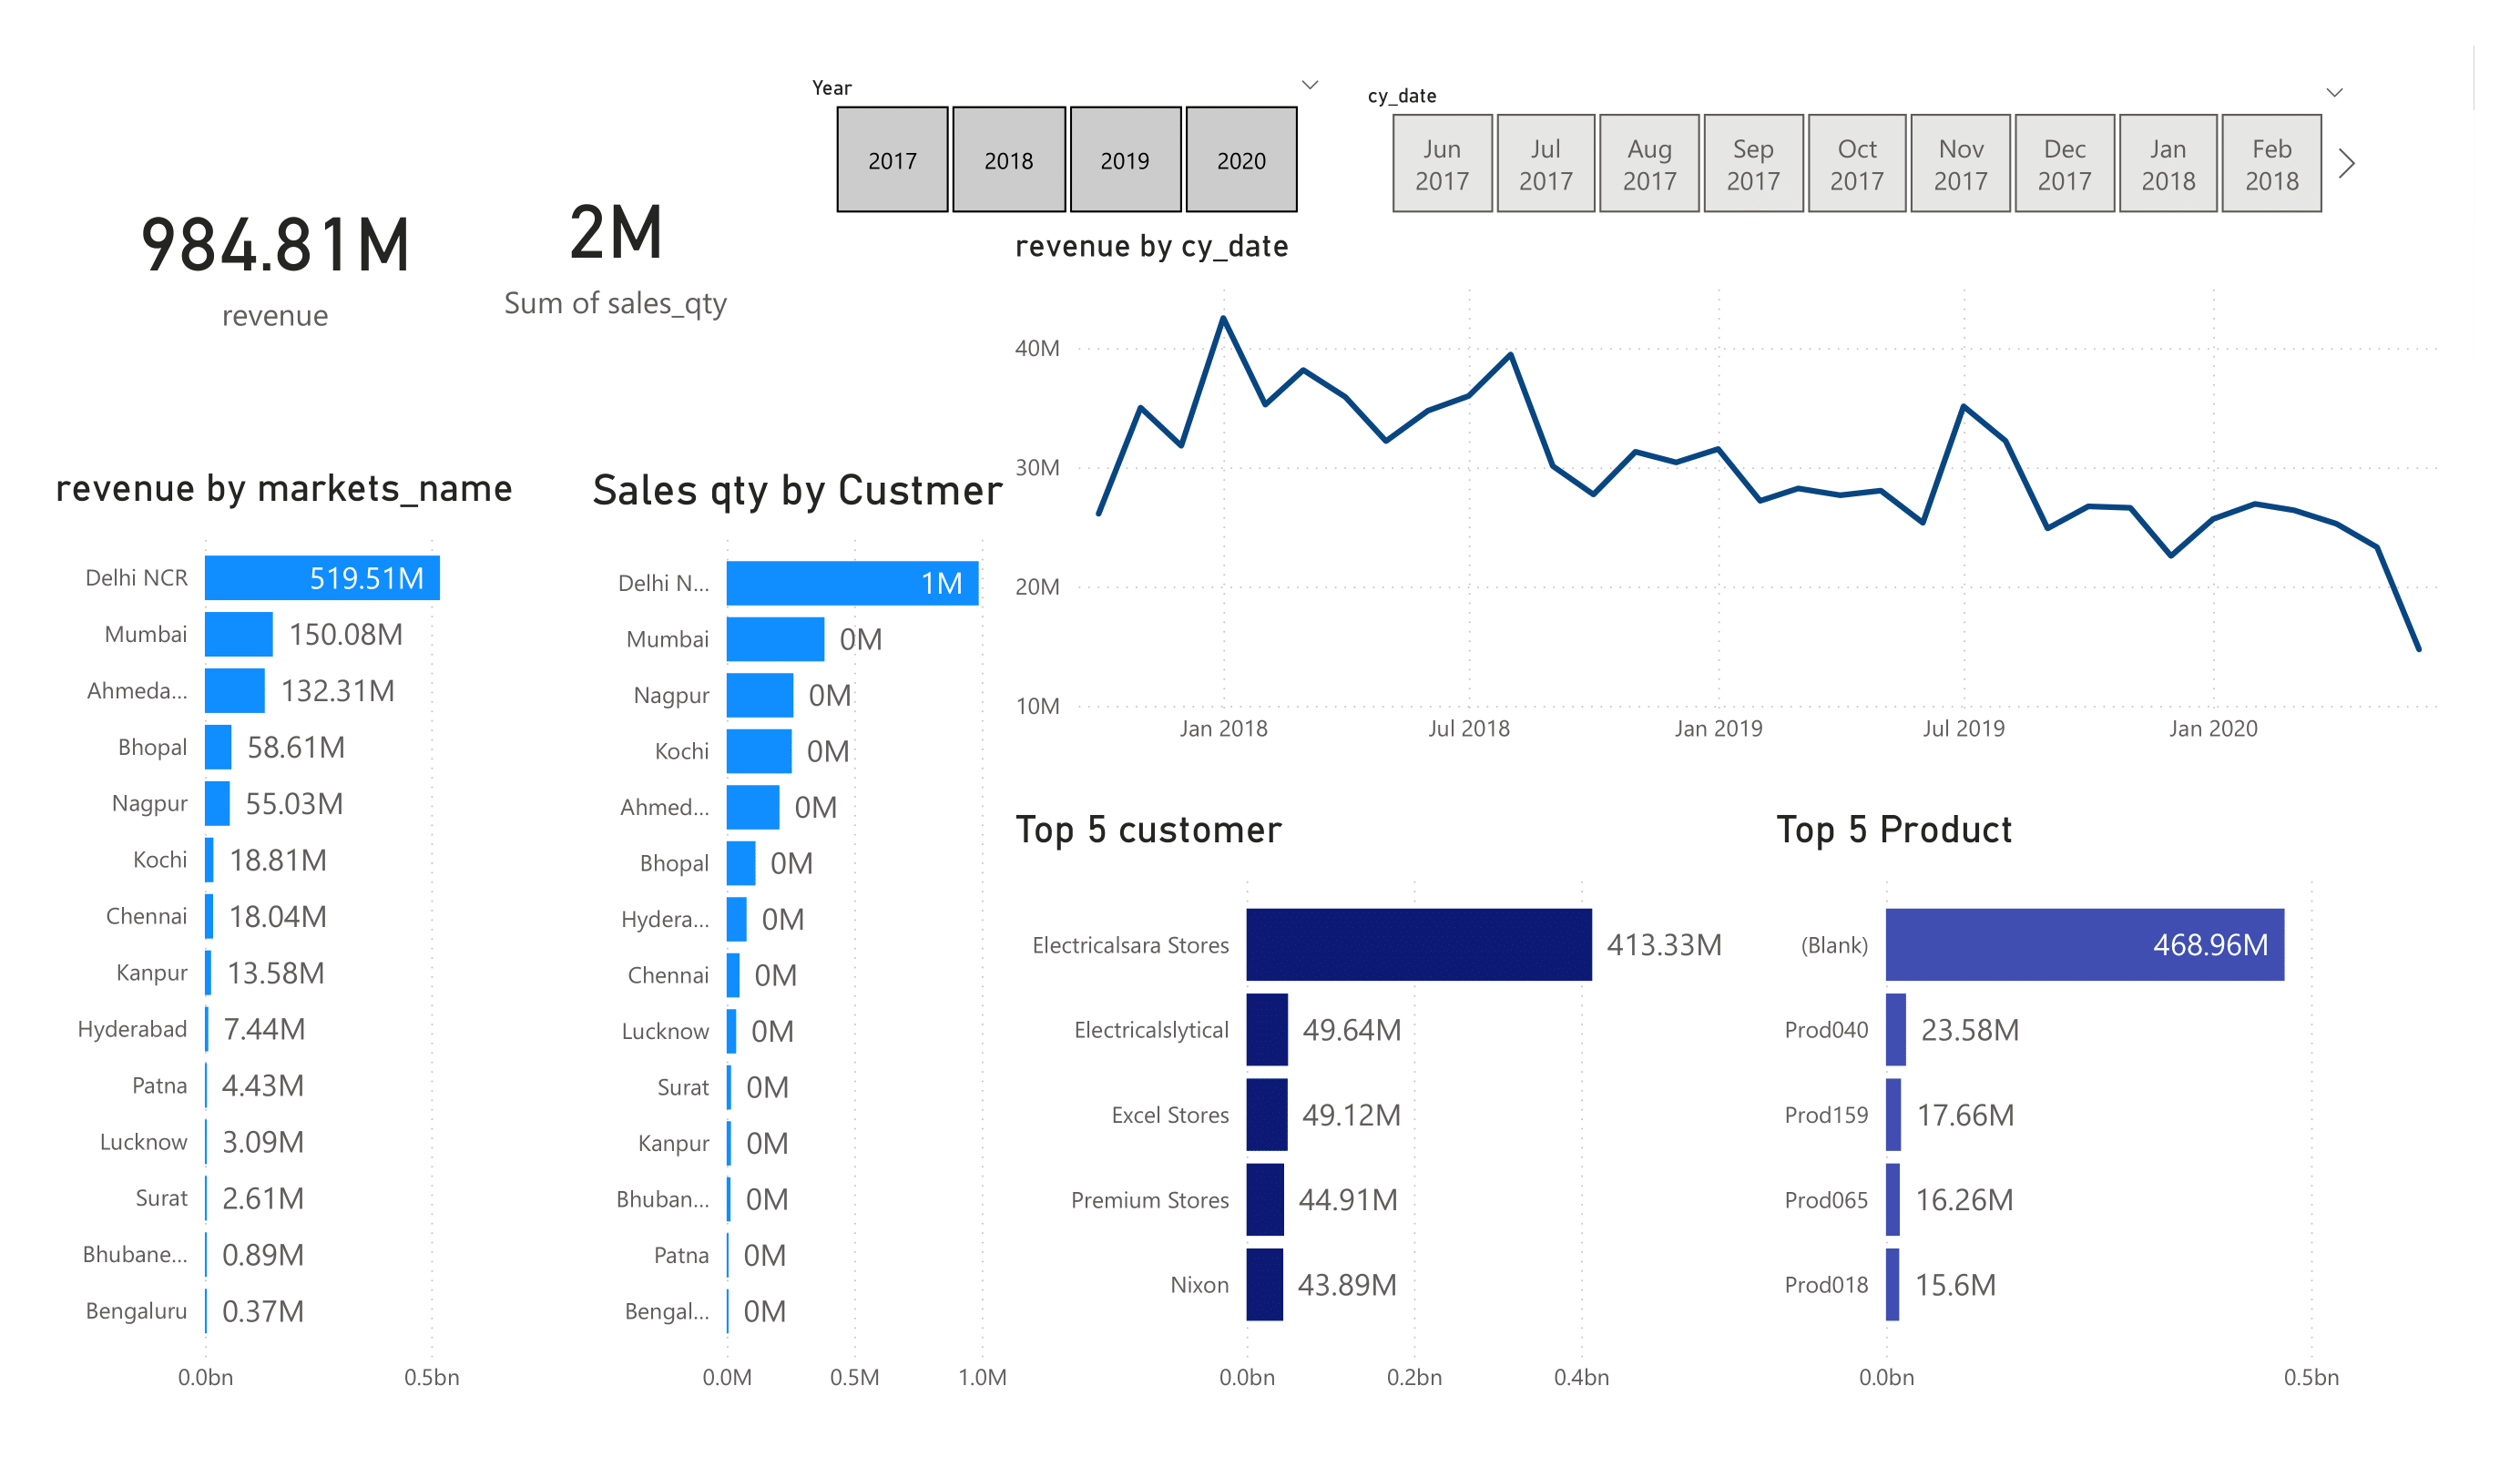 Year
2017
2018
2019
2020
cy_date
Jun 2017
Jul 2017
Aug 2017
Sep 2017
Oct 2017
Nov 2017
Dec 2017
Jan 2018
Feb 2018
984.81M
revenue
2M
Sum of sales_qty
revenue by cy_date
40M
30M
20M
10M
Jan 2018
Jul 2018
Jan 2019
Jul 2019
Jan 2020
revenue by markets_name
Delhi NCR 519.51M
Mumbai 150.08M
Ahmeda... 132.31M
Bhopal 58.61M
Nagpur 55.03M
Kochi 18.81M
Chennai 18.04M
Kanpur 13.58M
Hyderabad 7.44M
Patna 4.43M
Lucknow 3.09M
Surat 2.61M
Bhubane... 0.89M
Bengaluru 0.37M
0.0bn 0.5bn
Sales qty by Custmer
Delhi N... 1M
Mumbai 0M
Nagpur 0M
Kochi 0M
Ahmed... 0M
Bhopal 0M
Hydera... 0M
Chennai 0M
Lucknow 0M
Surat 0M
Kanpur 0M
Bhuban... 0M
Patna 0M
Bengal... 0M
0.0M 0.5M 1.0M
Top 5 customer
Electricalsara Stores 413.33M
Electricalslytical 49.64M
Excel Stores 49.12M
Premium Stores 44.91M
Nixon 43.89M
0.0bn 0.2bn 0.4bn
Top 5 Product
(Blank) 468.96M
Prod040 23.58M
Prod159 17.66M
Prod065 16.26M
Prod018 15.6M
0.0bn 0.5bn